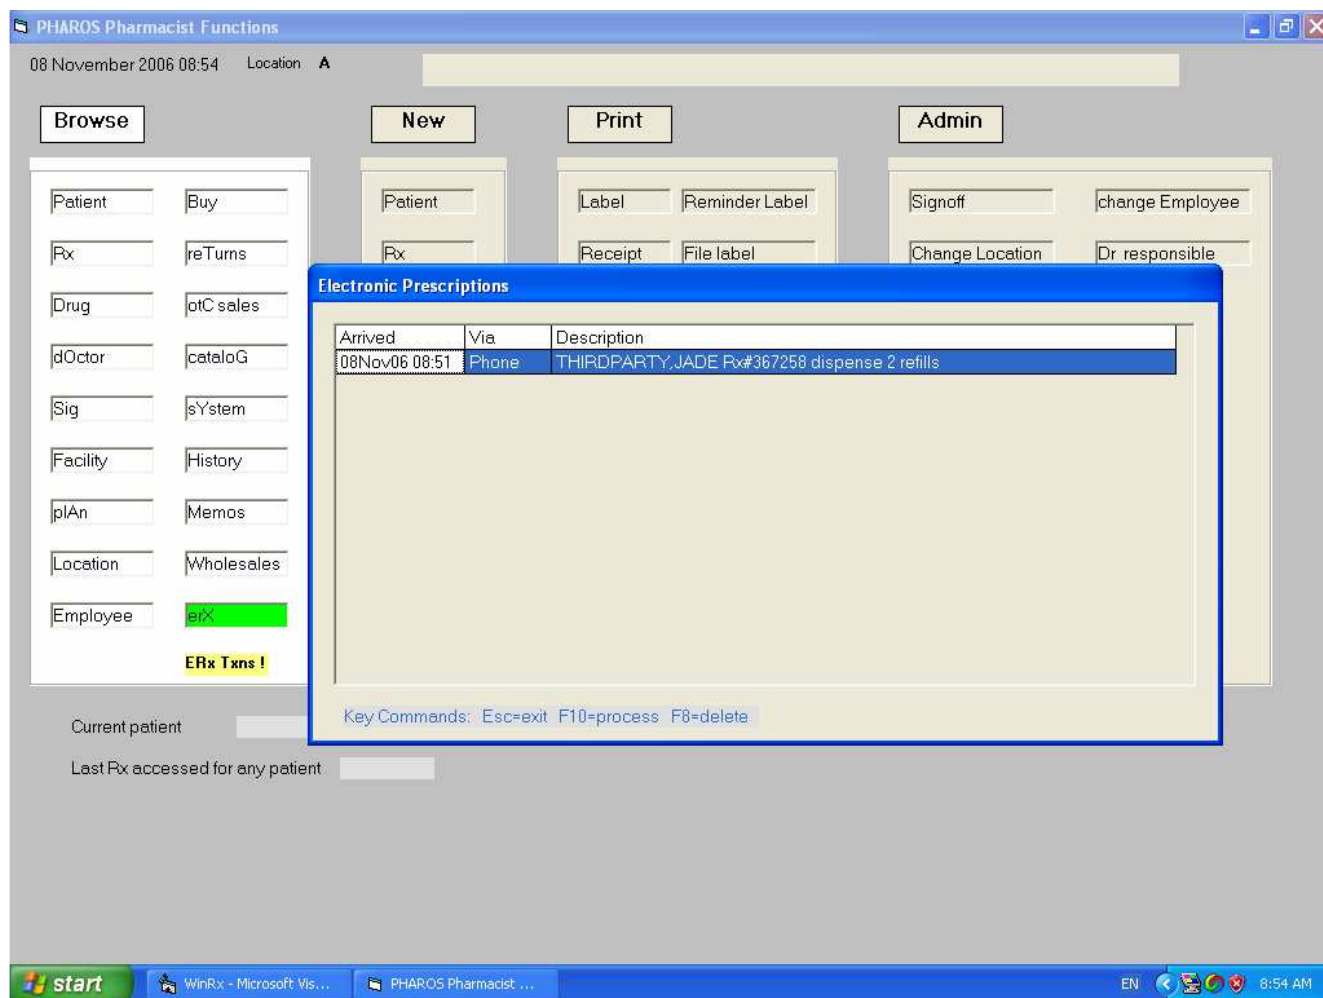 PHAROS Pharmacist Functions
08 November 2006 08:54 Location A
Browse New Print Admin
Patient Buy Patient Label Reminder Label Signoff change Employee
Rx reTurns Rx Receipt File label Change Location Dr responsible
Electronic Prescriptions
Drug otC sales
Arrived Via Description
dOctor cataloG 08Nov06 08:51 Phone THIRDPARTY,JADE Rx#367258 dispense 2 refills
Sig sYstem
Facility History
plAn Memos
Location Wholesales
Employee erX
ERx Txns !
Key Commands: Esc=exit F10=process F8=delete
Current patient
Last Rx accessed for any patient
start WinRx - Microsoft Vis... PHAROS Pharmacist ... EN 8:54 AM